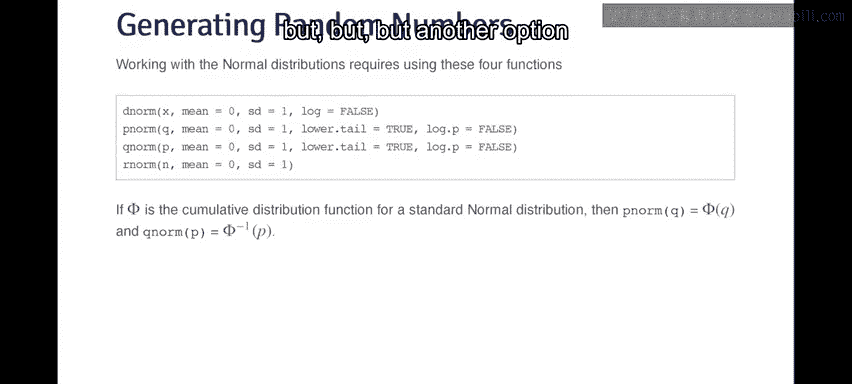 Generating Random Numbers
but, but, but another option
Working with the Normal distributions requires using these four functions
dnorm(x, mean = 0, sd = 1, log = FALSE)
pnorm(q, mean = 0, sd = 1, lower.tail = TRUE, log.p = FALSE)
qnorm(p, mean = 0, sd = 1, lower.tail = TRUE, log.p = FALSE)
rnorm(n, mean = 0, sd = 1)
If Φ is the cumulative distribution function for a standard Normal distribution, then pnorm(q) = Φ(q)
and qnorm(p) = Φ⁻¹(p).